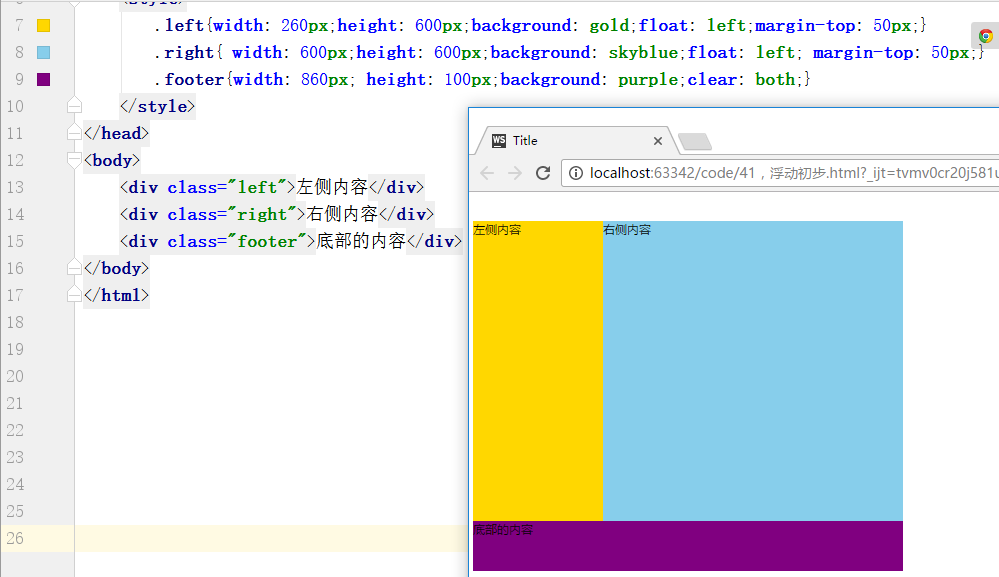 <style>
7 .left{width: 260px;height: 600px;background: gold;float: left;margin-top: 50px;}
8 .right{ width: 600px;height: 600px;background: skyblue;float: left; margin-top: 50px;}
9 .footer{width: 860px; height: 100px;background: purple;clear: both;}
10 </style>
11 </head>
12 <body>
13 <div class="left">左侧内容</div>
14 <div class="right">右侧内容</div>
15 <div class="footer">底部的内容</div>
16 </body>
17 </html>
18
19
20
21
22
23
24
25
26
WS Title
localhost:63342/code/41，浮动初步.html?_ijt=tvmv0cr20j581u
左侧内容 右侧内容
底部的内容